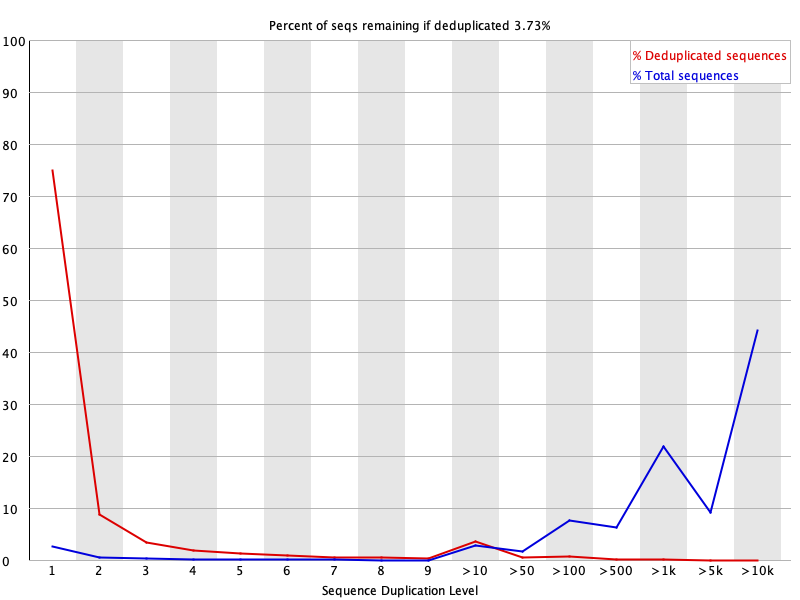 Percent of seqs remaining if deduplicated 3.73%
% Deduplicated sequences
% Total sequences
100
90
80
70
60
50
40
30
20
10
0
1 2 3 4 5 6 7 8 9 >10 >50 >100 >500 >1k >5k >10k
Sequence Duplication Level